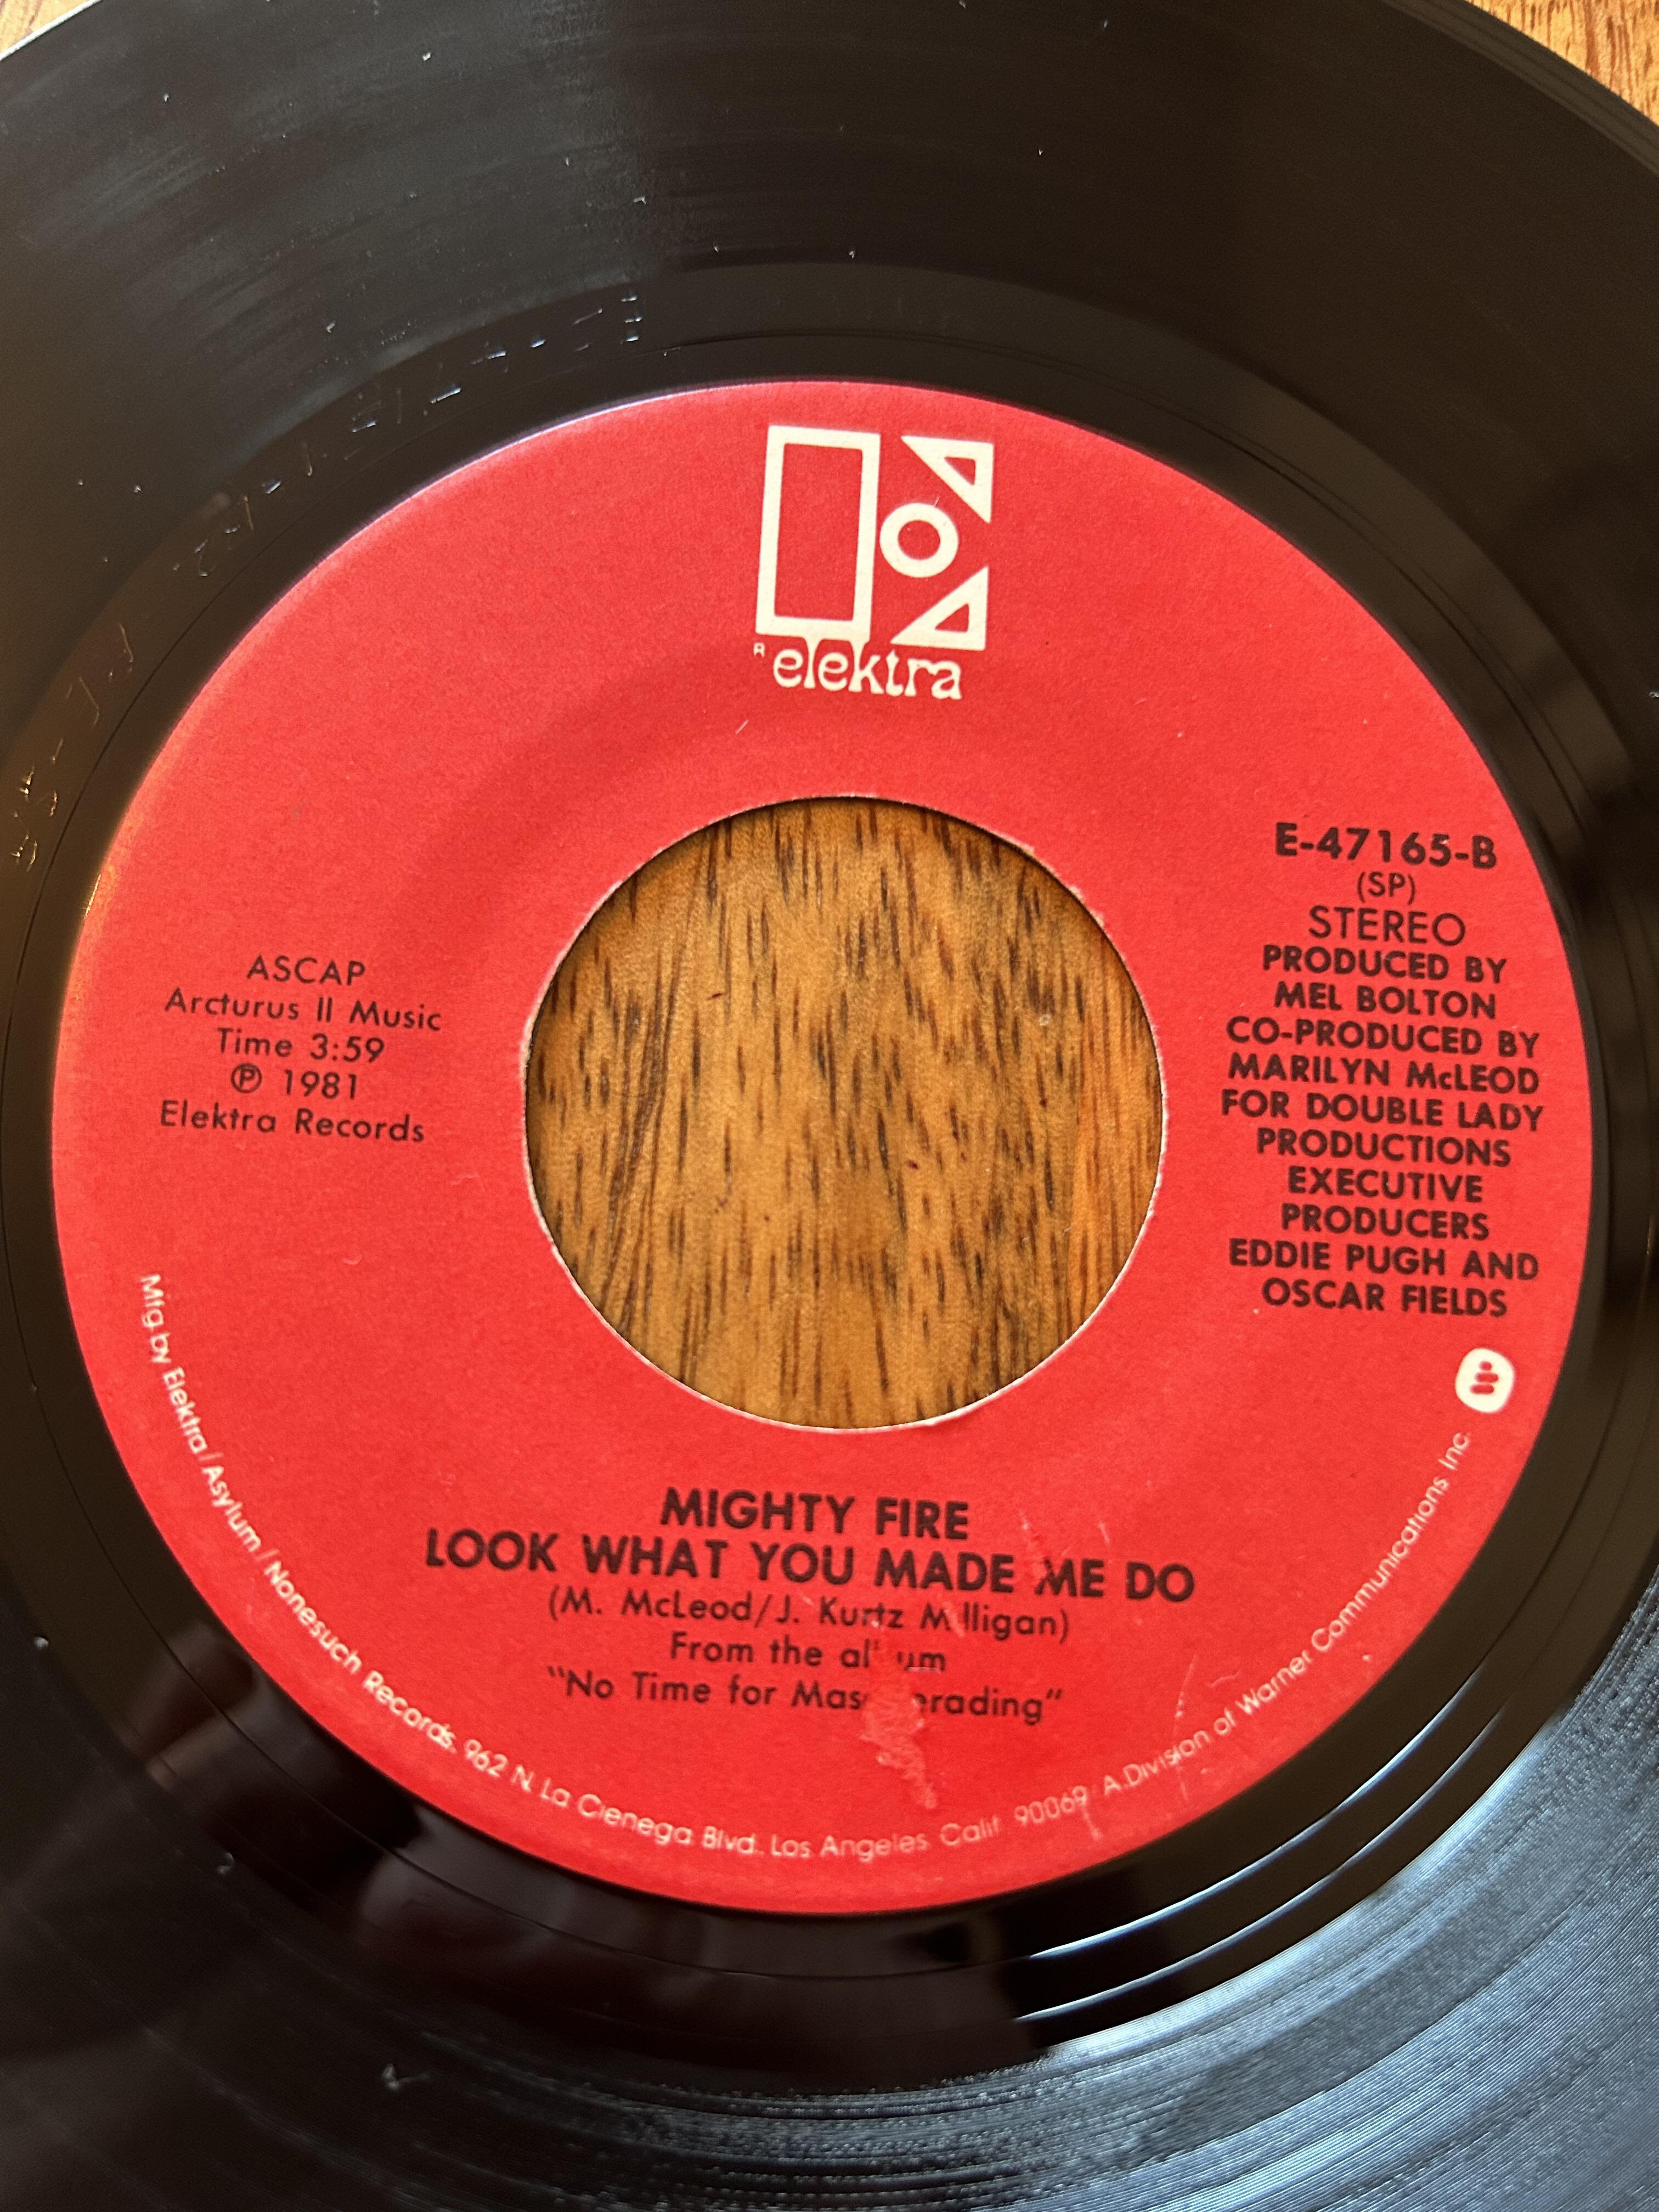 elektra
E-47165-B
(SP)
STEREO
PRODUCED BY
MEL BOLTON
CO-PRODUCED BY
MARILYN McLEOD
FOR DOUBLE LADY
PRODUCTIONS
EXECUTIVE
PRODUCERS
EDDIE PUGH AND
OSCAR FIELDS
ASCAP
Arcturus II Music
Time 3:59
Ⓟ 1981
Elektra Records
MIGHTY FIRE
LOOK WHAT YOU MADE ME DO
(M. McLeod/J. Kurtz Milligan)
From the album
"No Time for Masquerading"
Mfg. by Elektra/Asylum/Nonesuch Records, 962 N. La Cienega Blvd., Los Angeles, Calif. 90069 A Division of Warner Communications Inc.